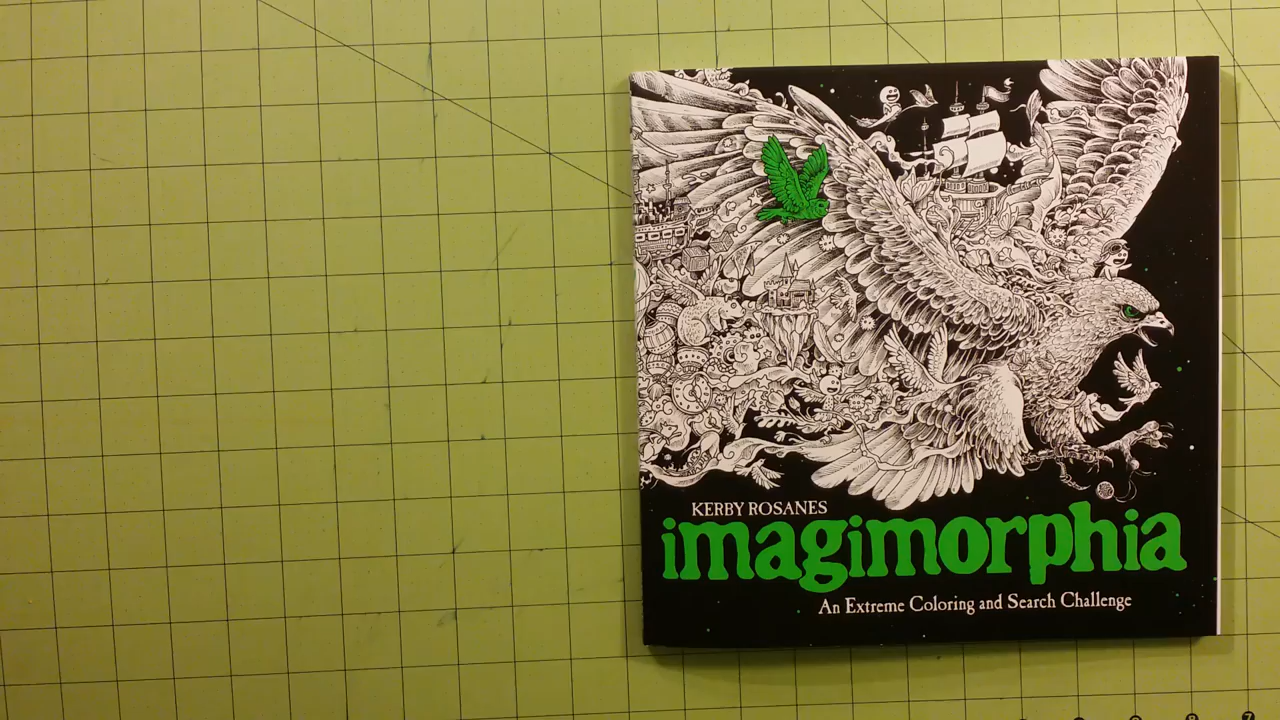 KERBY ROSANES
imagimorphia
An Extreme Coloring and Search Challenge